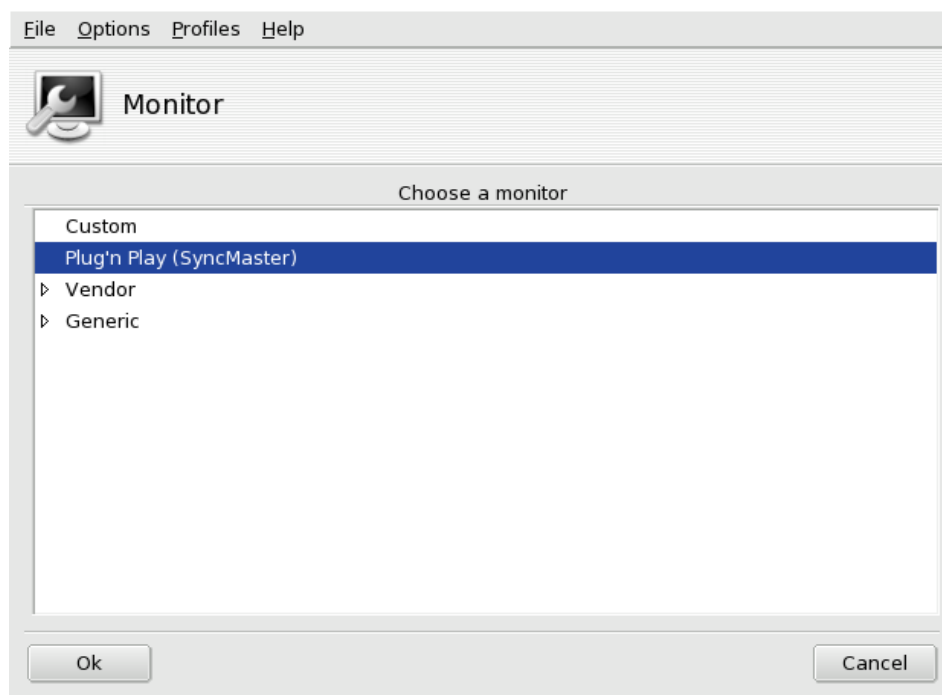 File Options Profiles Help
Monitor
Choose a monitor
Custom
Plug'n Play (SyncMaster)
Vendor
Generic
Ok Cancel